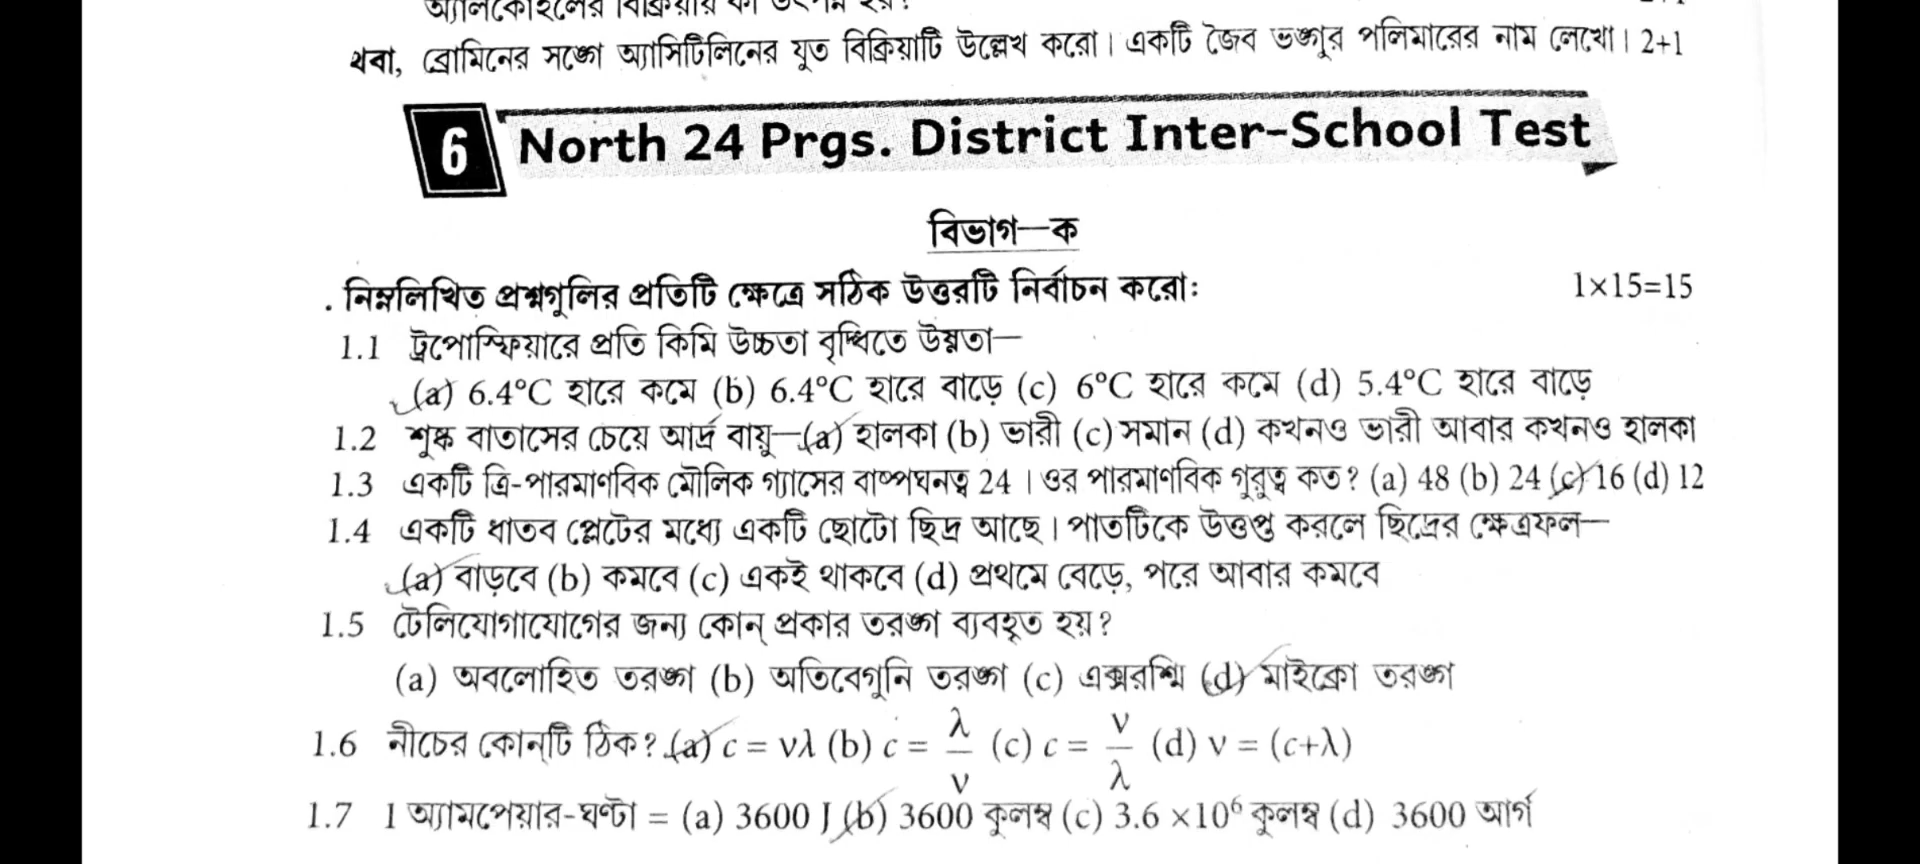 অ্যালকোহলের বিক্রিয়ায় কী উৎপন্ন হয়?
থবা, ব্রোমিনের সঙ্গে অ্যাসিটিলিনের যুত বিক্রিয়াটি উল্লেখ করো। একটি জৈব ভঙ্গুর পলিমারের নাম লেখো। 2+1
6 North 24 Prgs. District Inter-School Test
বিভাগ—ক
. নিম্নলিখিত প্রশ্নগুলির প্রতিটি ক্ষেত্রে সঠিক উত্তরটি নির্বাচন করো: 1×15=15
1.1 ট্রপোস্ফিয়ারে প্রতি কিমি উচ্চতা বৃদ্ধিতে উষ্ণতা—
(a) 6.4°C হারে কমে (b) 6.4°C হারে বাড়ে (c) 6°C হারে কমে (d) 5.4°C হারে বাড়ে
1.2 শুষ্ক বাতাসের চেয়ে আর্দ্র বায়ু—(a) হালকা (b) ভারী (c) সমান (d) কখনও ভারী আবার কখনও হালকা
1.3 একটি ত্রি-পারমাণবিক মৌলিক গ্যাসের বাষ্পঘনত্ব 24 । ওর পারমাণবিক গুরুত্ব কত? (a) 48 (b) 24 (c) 16 (d) 12
1.4 একটি ধাতব প্লেটের মধ্যে একটি ছোটো ছিদ্র আছে। পাতটিকে উত্তপ্ত করলে ছিদ্রের ক্ষেত্রফল—
(a) বাড়বে (b) কমবে (c) একই থাকবে (d) প্রথমে বেড়ে, পরে আবার কমবে
1.5 টেলিযোগাযোগের জন্য কোন্ প্রকার তরঙ্গ ব্যবহৃত হয়?
(a) অবলোহিত তরঙ্গ (b) অতিবেগুনি তরঙ্গ (c) এক্সরশ্মি (d) মাইক্রো তরঙ্গ
1.6 নীচের কোন্‌টি ঠিক? (a) c = νλ (b) c = λ/ν (c) c = ν/λ (d) ν = (c+λ)
1.7 1 অ্যামপেয়ার-ঘণ্টা = (a) 3600 J (b) 3600 কুলম্ব (c) 3.6 ×10⁶ কুলম্ব (d) 3600 আর্গ